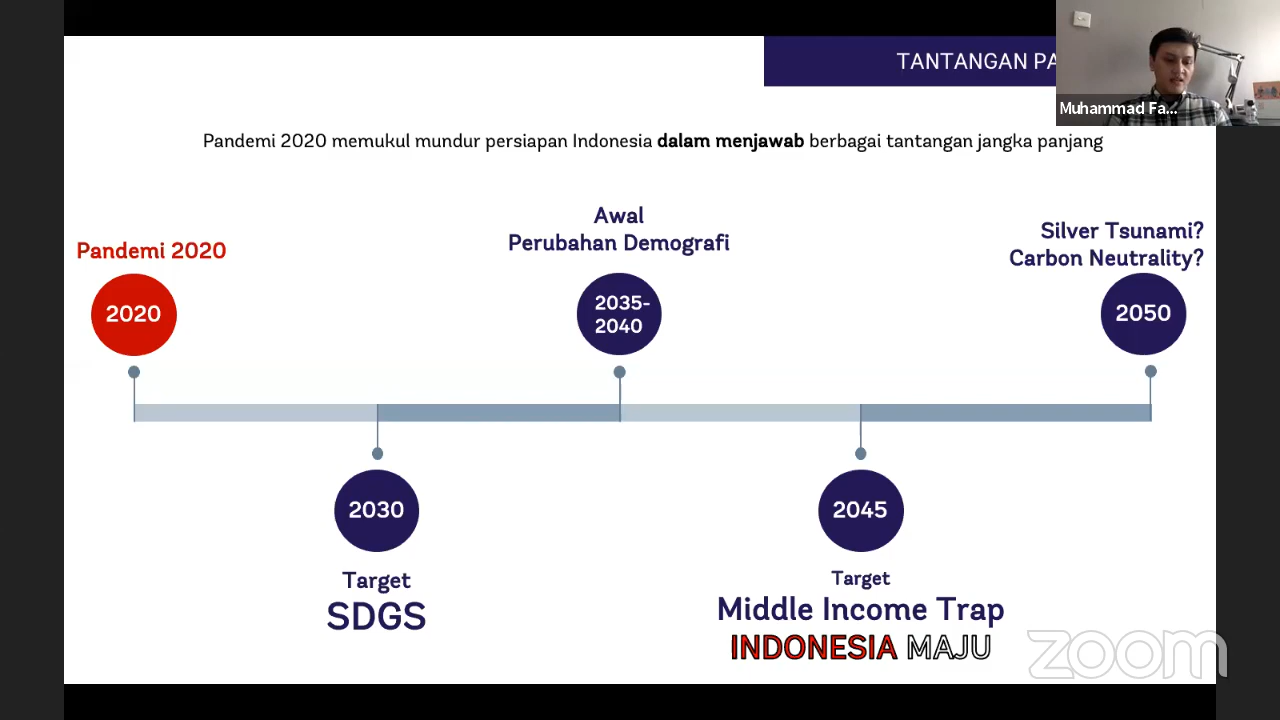 TANTANGAN
Muhammad Fa...
Pandemi 2020 memukul mundur persiapan Indonesia dalam menjawab berbagai tantangan jangka panjang
Awal
Perubahan Demografi
Silver Tsunami?
Carbon Neutrality?
Pandemi 2020
2020
2035-
2040
2050
2030
2045
Target
SDGS
Target
Middle Income Trap
INDONESIA MAJU
zoom